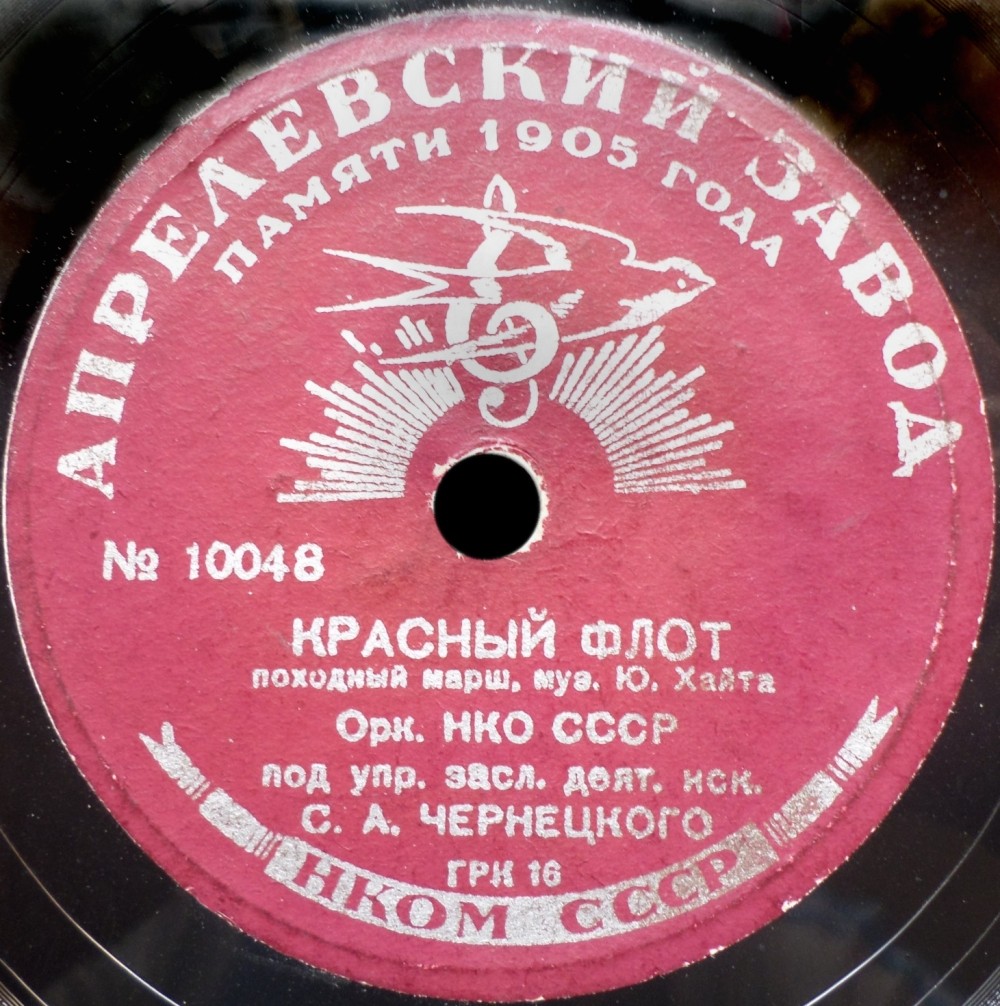 АПРЕЛЕВСКИЙ ЗАВОД
ПАМЯТИ 1905 ГОДА
№ 10048
КРАСНЫЙ ФЛОТ
походный марш, муз. Ю. Хайта
Орк. НКО СССР
под упр. засл. деят. иск.
С. А. ЧЕРНЕЦКОГО
ГРК 16
НКОМ СССР